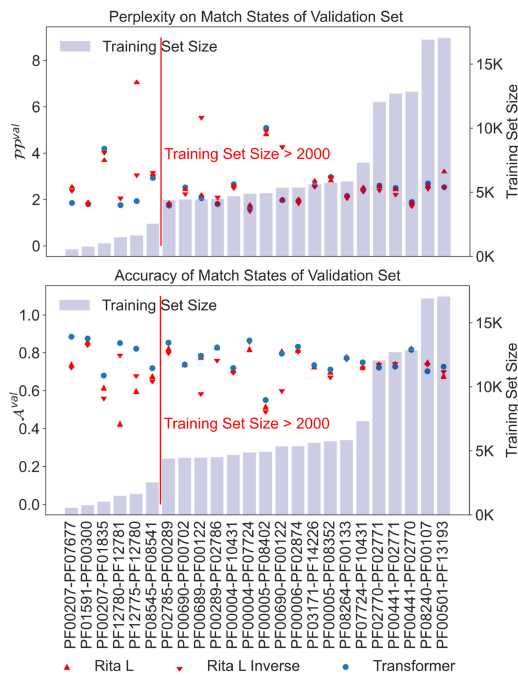 Perplexity on Match States of Validation Set
Training Set Size
Training Set Size > 2000
8
6
4
2
0
PP^val
15K
10K
5K
0K
Training Set Size
Accuracy of Match States of Validation Set
Training Set Size
Training Set Size > 2000
1.0
0.8
0.6
0.4
0.2
0.0
A^val
15K
10K
5K
0K
Training Set Size
PF00207-PF07677
PF01591-PF00300
PF00207-PF01835
PF12780-PF12781
PF12775-PF12780
PF08545-PF08541
PF02785-PF00289
PF00690-PF00702
PF00689-PF00122
PF00289-PF02786
PF00004-PF10431
PF00004-PF07724
PF00005-PF08402
PF00690-PF00122
PF00006-PF02874
PF03171-PF14226
PF00005-PF08352
PF08264-PF00133
PF07724-PF10431
PF02770-PF02771
PF00441-PF02771
PF00441-PF02770
PF08240-PF00107
PF00501-PF13193
Rita L
Rita L Inverse
Transformer